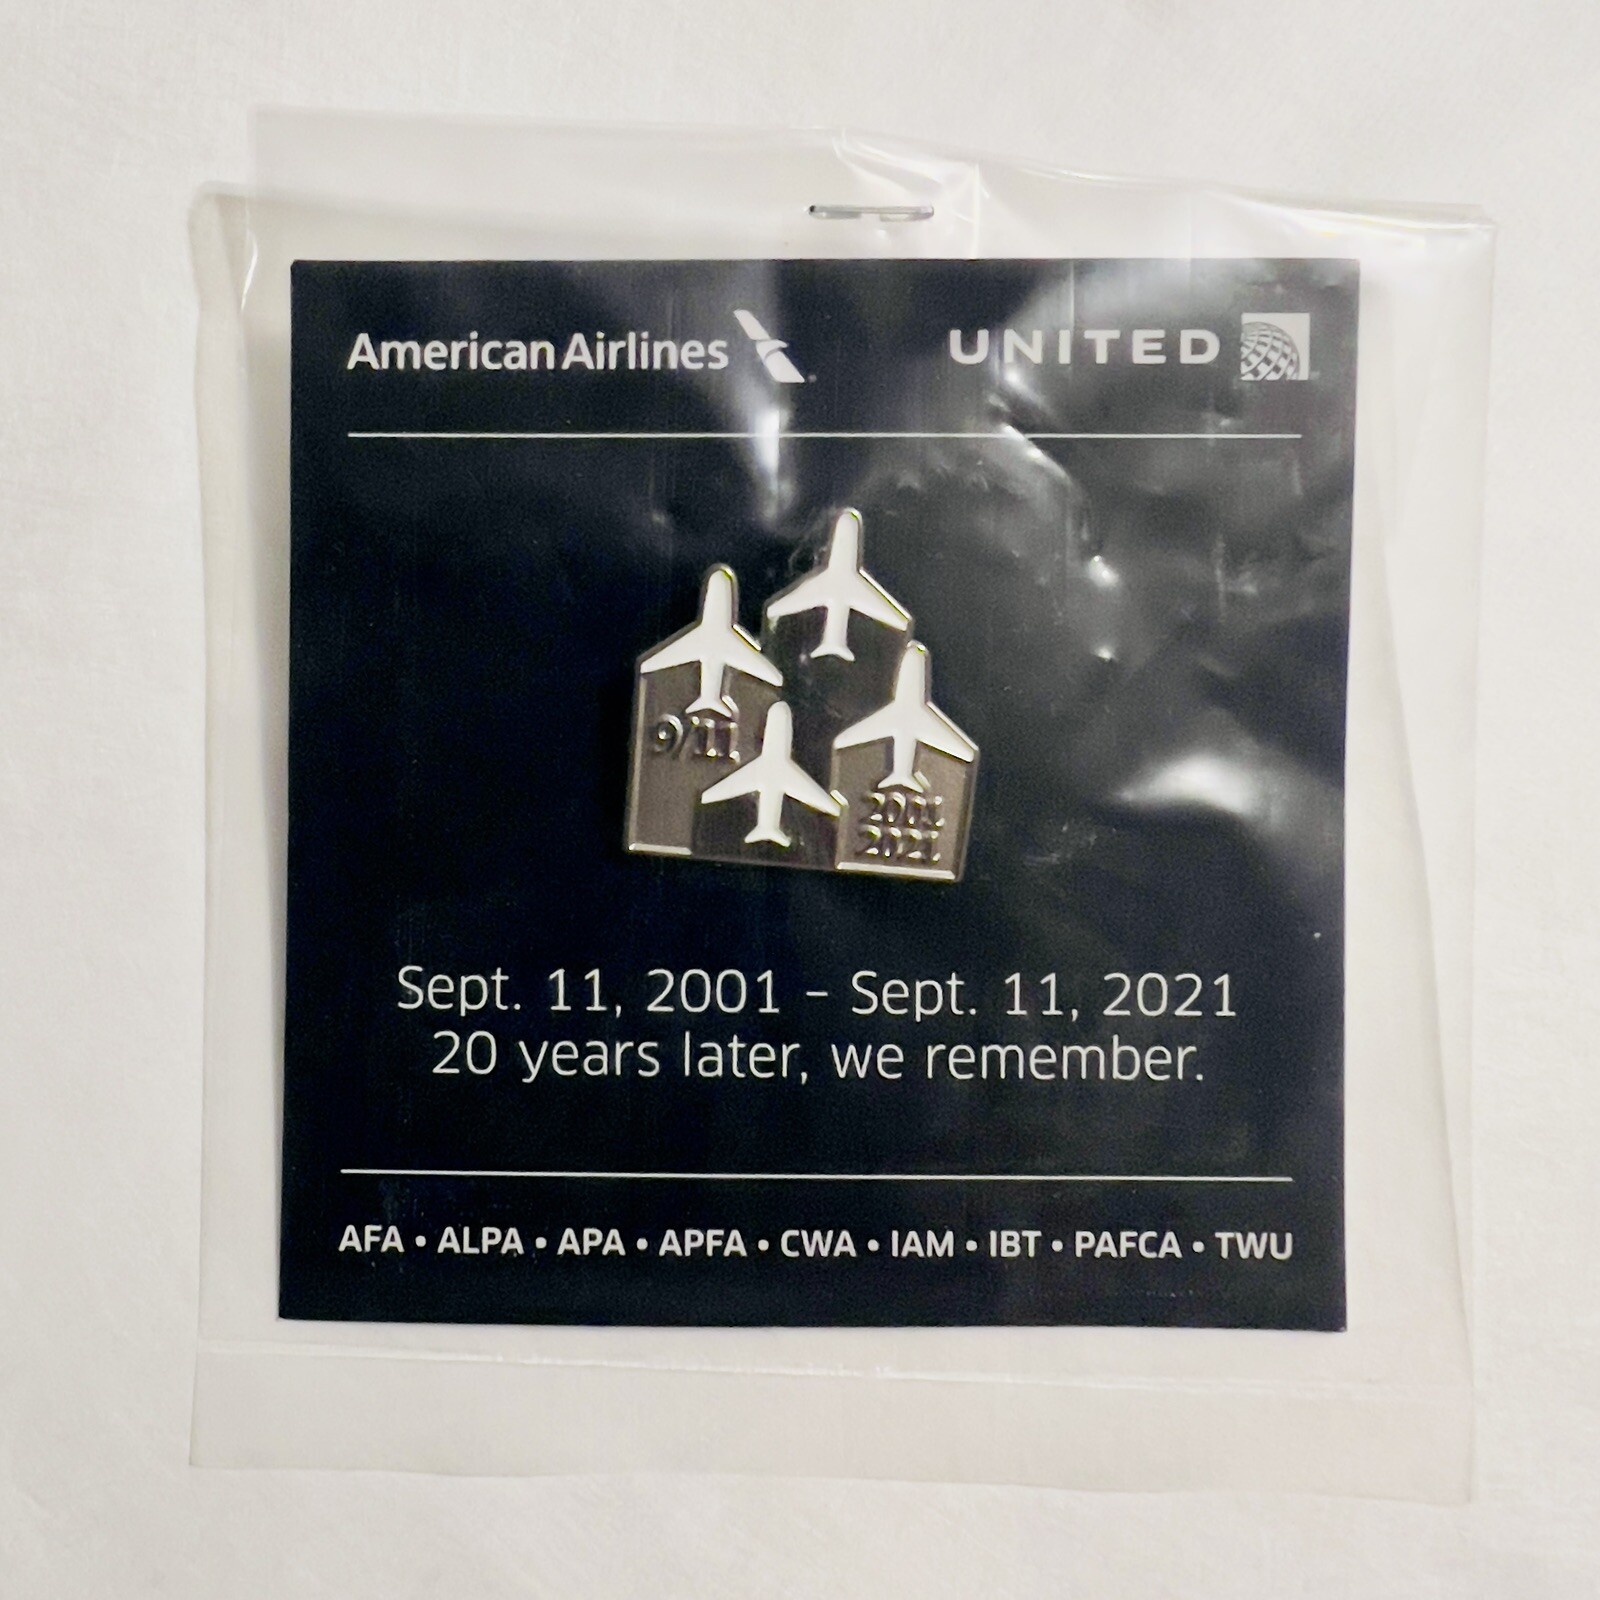 American Airlines
UNITED
9/11
2001
2021
Sept. 11, 2001 – Sept. 11, 2021
20 years later, we remember.
AFA • ALPA • APA • APFA • CWA • IAM • IBT • PAFCA • TWU